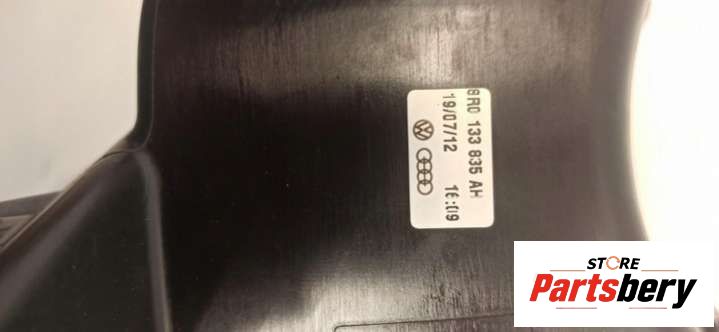 8R0 133 835 AH
19/07/12 16:09
STORE
Partsbery